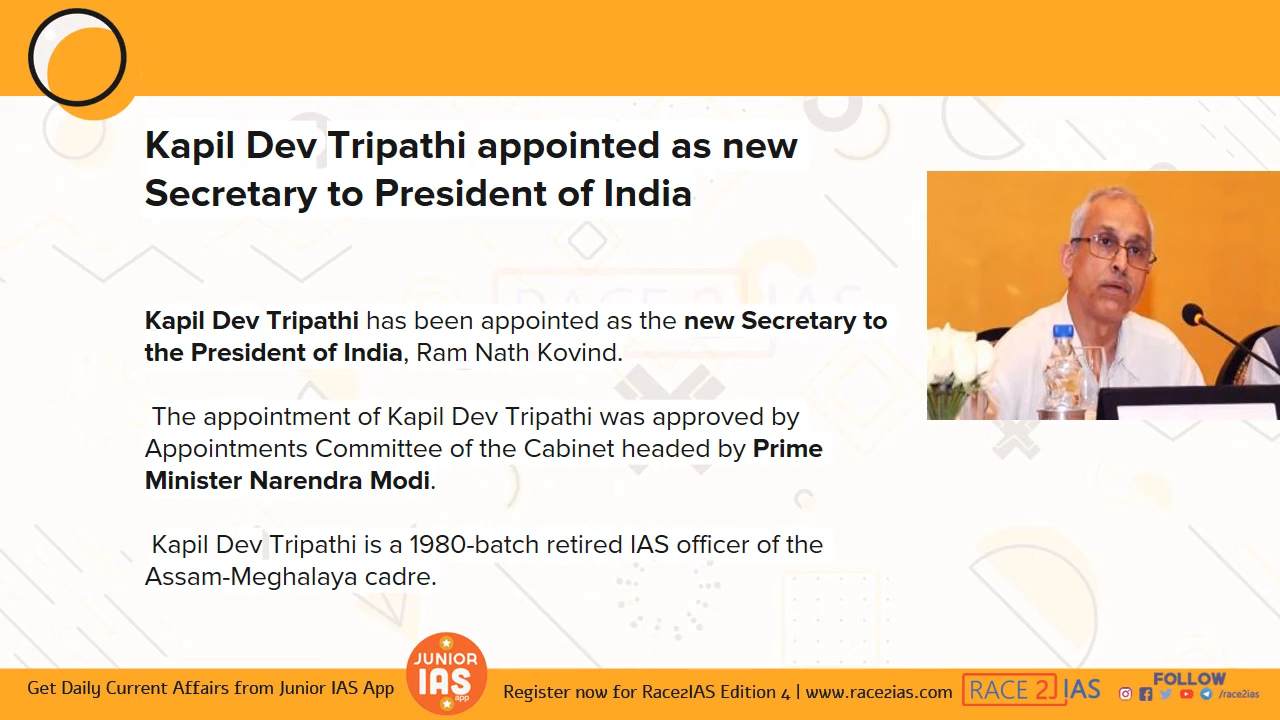 Kapil Dev Tripathi appointed as new
Secretary to President of India
RACE 2 IAS
Kapil Dev Tripathi has been appointed as the new Secretary to
the President of India, Ram Nath Kovind.
The appointment of Kapil Dev Tripathi was approved by
Appointments Committee of the Cabinet headed by Prime
Minister Narendra Modi.
Kapil Dev Tripathi is a 1980-batch retired IAS officer of the
Assam-Meghalaya cadre.
Get Daily Current Affairs from Junior IAS App
JUNIOR
IAS
app
Register now for Race2IAS Edition 4 | www.race2ias.com
RACE 2 IAS
FOLLOW
/race2ias